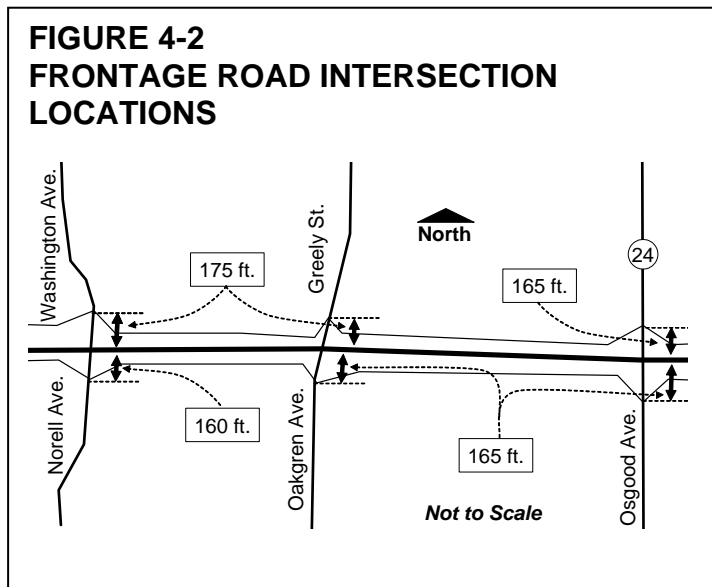 FIGURE 4-2
FRONTAGE ROAD INTERSECTION
LOCATIONS
Washington Ave.
Greely St.
North
24
175 ft.
165 ft.
Norell Ave.
160 ft.
Oakgren Ave.
165 ft.
Osgood Ave.
Not to Scale